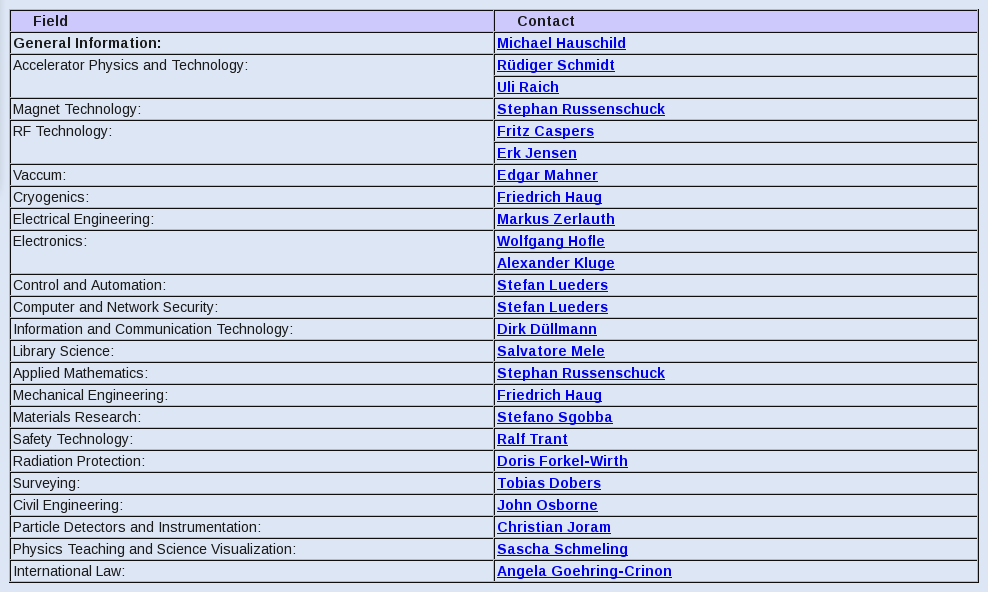 Field Contact
General Information: Michael Hauschild
Accelerator Physics and Technology: Rüdiger Schmidt
Uli Raich
Magnet Technology: Stephan Russenschuck
RF Technology: Fritz Caspers
Erk Jensen
Vaccum: Edgar Mahner
Cryogenics: Friedrich Haug
Electrical Engineering: Markus Zerlauth
Electronics: Wolfgang Hofle
Alexander Kluge
Control and Automation: Stefan Lueders
Computer and Network Security: Stefan Lueders
Information and Communication Technology: Dirk Düllmann
Library Science: Salvatore Mele
Applied Mathematics: Stephan Russenschuck
Mechanical Engineering: Friedrich Haug
Materials Research: Stefano Sgobba
Safety Technology: Ralf Trant
Radiation Protection: Doris Forkel-Wirth
Surveying: Tobias Dobers
Civil Engineering: John Osborne
Particle Detectors and Instrumentation: Christian Joram
Physics Teaching and Science Visualization: Sascha Schmeling
International Law: Angela Goehring-Crinon